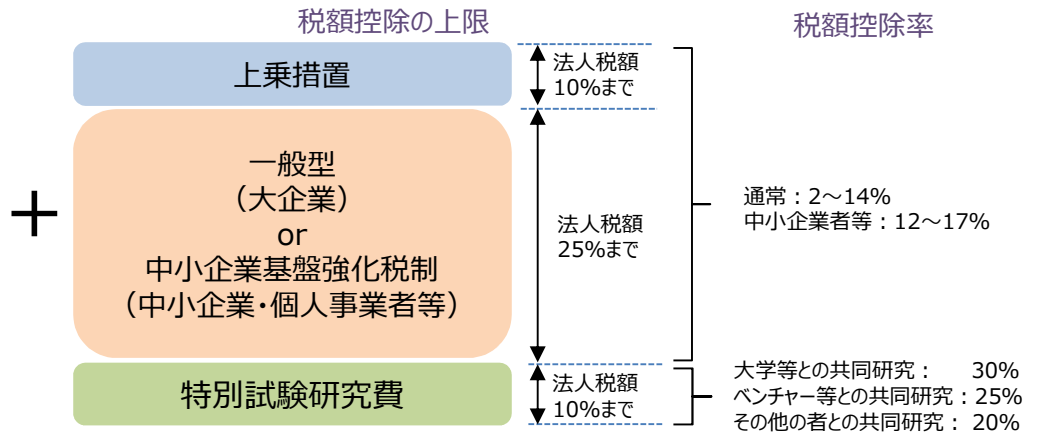 税額控除の上限
税額控除率
上乗措置
法人税額
10%まで
+
一般型
（大企業）
or
中小企業基盤強化税制
（中小企業・個人事業者等）
法人税額
25%まで
通常：2～14%
中小企業者等：12～17%
特別試験研究費
法人税額
10%まで
大学等との共同研究： 30%
ベンチャー等との共同研究：25%
その他の者との共同研究：20%